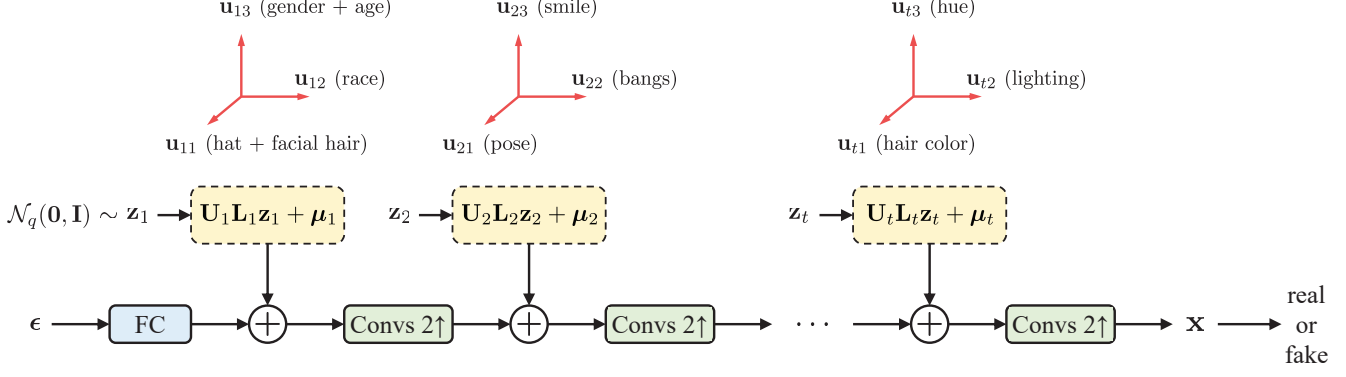 u₁₃ (gender + age)
u₂₃ (smile)
uₜ₃ (hue)
u₁₂ (race)
u₂₂ (bangs)
uₜ₂ (lighting)
u₁₁ (hat + facial hair)
u₂₁ (pose)
uₜ₁ (hair color)
𝒩_q(0, I) ∼ z₁
U₁L₁z₁ + μ₁
z₂
U₂L₂z₂ + μ₂
zₜ
UₜLₜzₜ + μₜ
ϵ
FC
+
Convs 2↑
+
Convs 2↑
···
+
Convs 2↑
x
real
or
fake